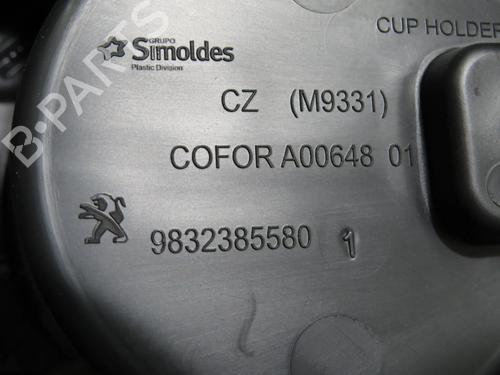 CUP HOLDER
GRUPO
Simoldes
Plastic Division
CZ (M9331)
COFOR A00648 01
9832385580 1
B-PARTS